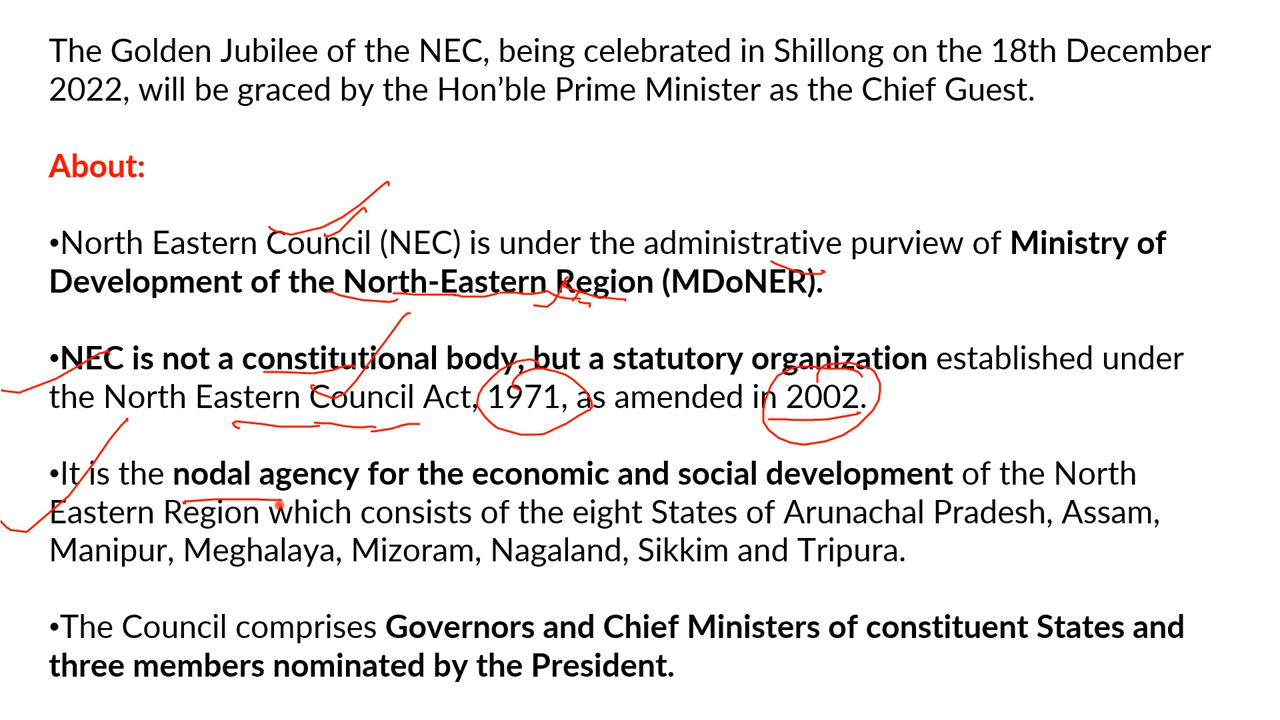 The Golden Jubilee of the NEC, being celebrated in Shillong on the 18th December
2022, will be graced by the Hon’ble Prime Minister as the Chief Guest.
About:
•North Eastern Council (NEC) is under the administrative purview of Ministry of
Development of the North-Eastern Region (MDoNER).
•NEC is not a constitutional body, but a statutory organization established under
the North Eastern Council Act, 1971, as amended in 2002.
•It is the nodal agency for the economic and social development of the North
Eastern Region which consists of the eight States of Arunachal Pradesh, Assam,
Manipur, Meghalaya, Mizoram, Nagaland, Sikkim and Tripura.
•The Council comprises Governors and Chief Ministers of constituent States and
three members nominated by the President.